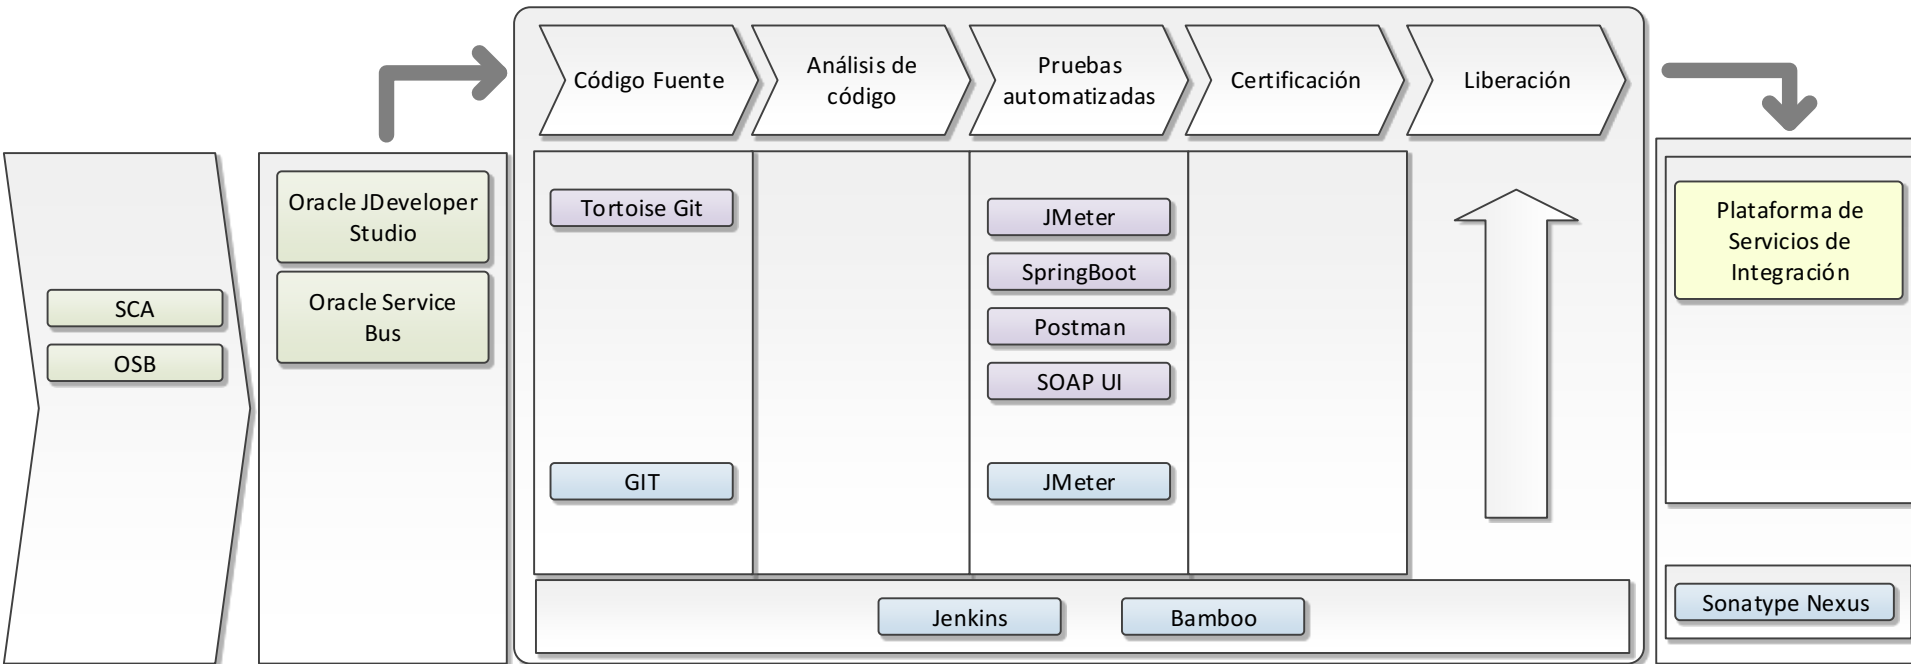 SCA
OSB
Oracle JDeveloper
Studio
Oracle Service
Bus
Código Fuente
Análisis de
código
Pruebas
automatizadas
Certificación
Liberación
Tortoise Git
GIT
JMeter
SpringBoot
Postman
SOAP UI
JMeter
Jenkins
Bamboo
Plataforma de
Servicios de
Integración
Sonatype Nexus